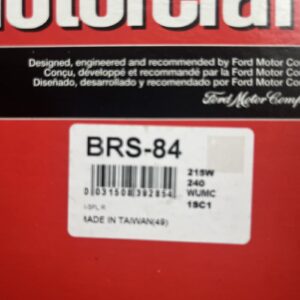 Motorcraft
Designed, engineered and recommended by Ford Motor Co
Conçu, développé et recommandé par la Ford Motor Co
Diseñado, desarrollado y recomendado por Ford Motor Co
Ford Motor Comp
BRS-84
215W
240
WUMC
1SC1
0 031508 392854
MADE IN TAIWAN(49)